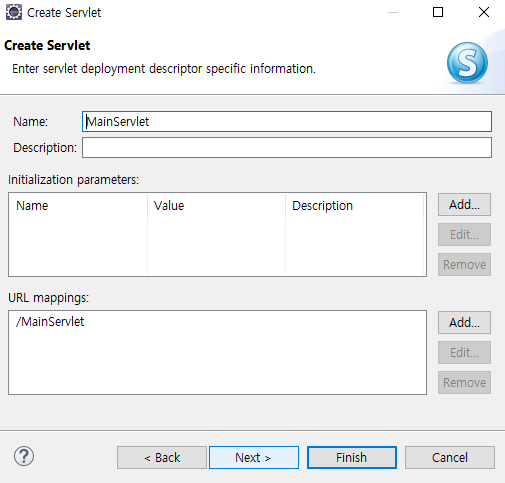 Create Servlet
Create Servlet
Enter servlet deployment descriptor specific information.
S
Name: MainServlet
Description:
Initialization parameters:
Name Value Description
Add...
Edit...
Remove
URL mappings:
/MainServlet
Add...
Edit...
Remove
? < Back Next > Finish Cancel